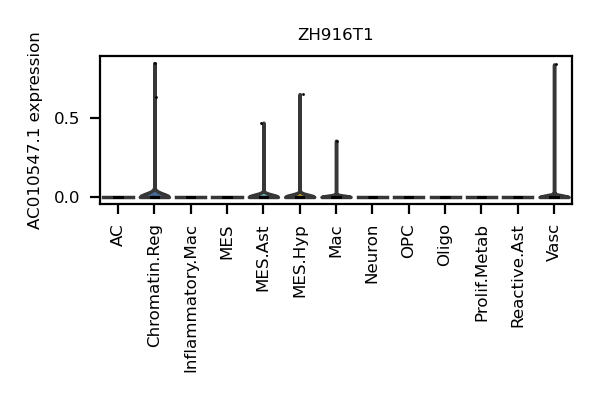 ZH916T1
AC010547.1 expression
0.5
0.0
AC
Chromatin.Reg
Inflammatory.Mac
MES
MES.Ast
MES.Hyp
Mac
Neuron
OPC
Oligo
Prolif.Metab
Reactive.Ast
Vasc